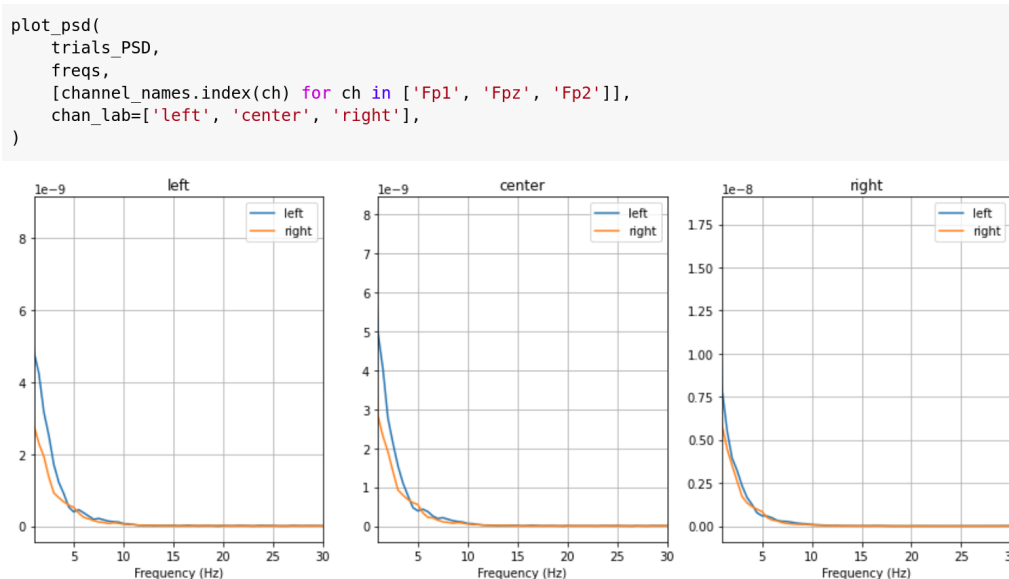 plot_psd(
    trials_PSD,
    freqs,
    [channel_names.index(ch) for ch in ['Fp1', 'Fpz', 'Fp2']],
    chan_lab=['left', 'center', 'right'],
)
1e−9
left
left
right
8
6
4
2
0
5 10 15 20 25 30
Frequency (Hz)
1e−9
center
left
right
8
7
6
5
4
3
2
1
0
5 10 15 20 25 30
Frequency (Hz)
1e−8
right
left
right
1.75
1.50
1.25
1.00
0.75
0.50
0.25
0.00
5 10 15 20 25 30
Frequency (Hz)